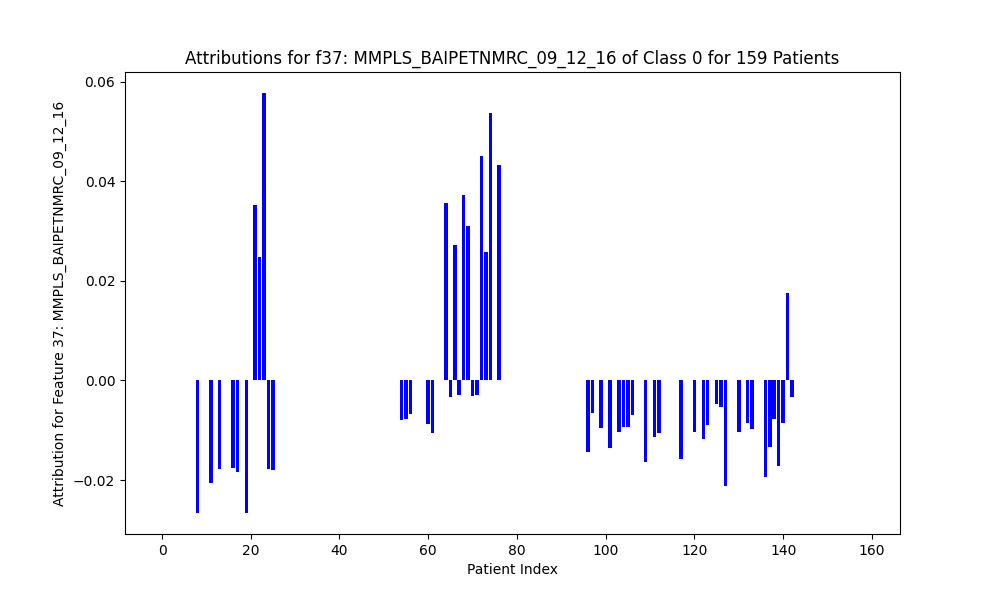 Attributions for f37: MMPLS_BAIPETNMRC_09_12_16 of Class 0 for 159 Patients
Attribution for Feature 37: MMPLS_BAIPETNMRC_09_12_16
0.06
0.04
0.02
0.00
−0.02
0 20 40 60 80 100 120 140 160
Patient Index